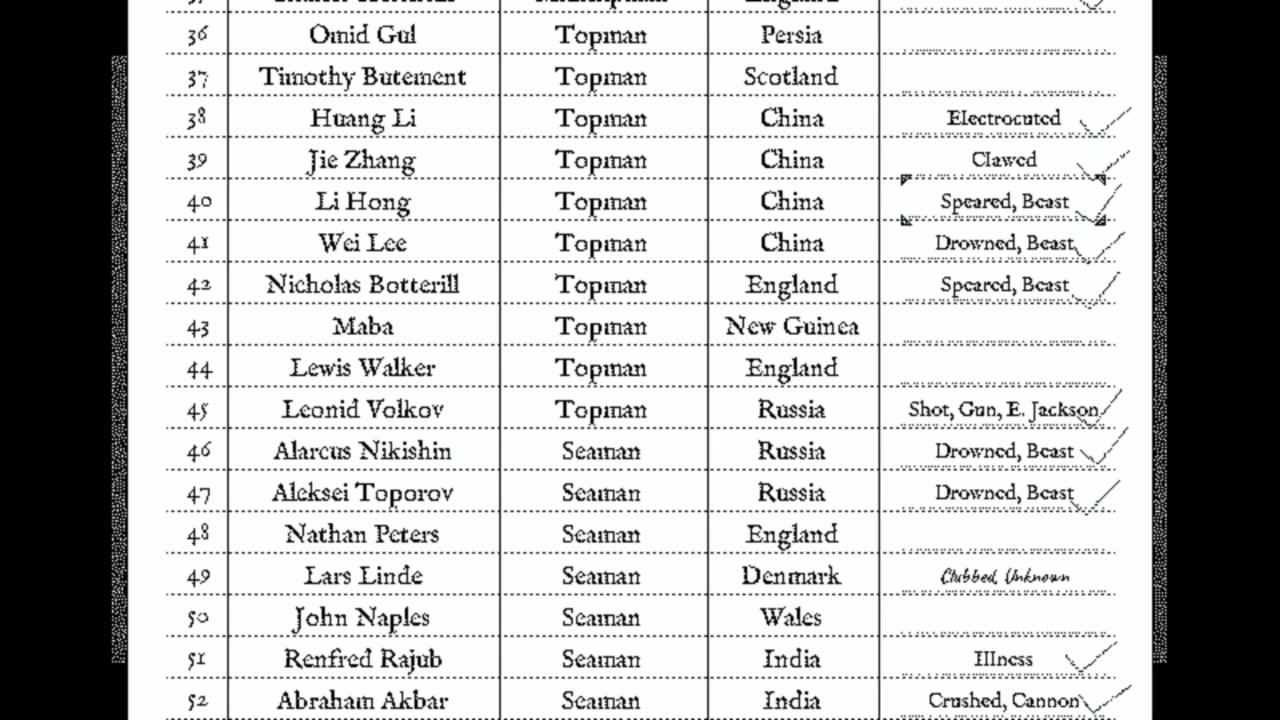 36 Omid Gul Topman Persia
37 Timothy Butement Topman Scotland
38 Huang Li Topman China Electrocuted
39 Jie Zhang Topman China Clawed
40 Li Hong Topman China Speared, Beast
41 Wei Lee Topman China Drowned, Beast
42 Nicholas Botterill Topman England Speared, Beast
43 Maba Topman New Guinea
44 Lewis Walker Topman England
45 Leonid Volkov Topman Russia Shot, Gun, E. Jackson
46 Alarcus Nikishin Seaman Russia Drowned, Beast
47 Aleksei Toporov Seaman Russia Drowned, Beast
48 Nathan Peters Seaman England
49 Lars Linde Seaman Denmark Clubbed, Unknown
50 John Naples Seaman Wales
51 Renfred Rajub Seaman India Illness
52 Abraham Akbar Seaman India Crushed, Cannon